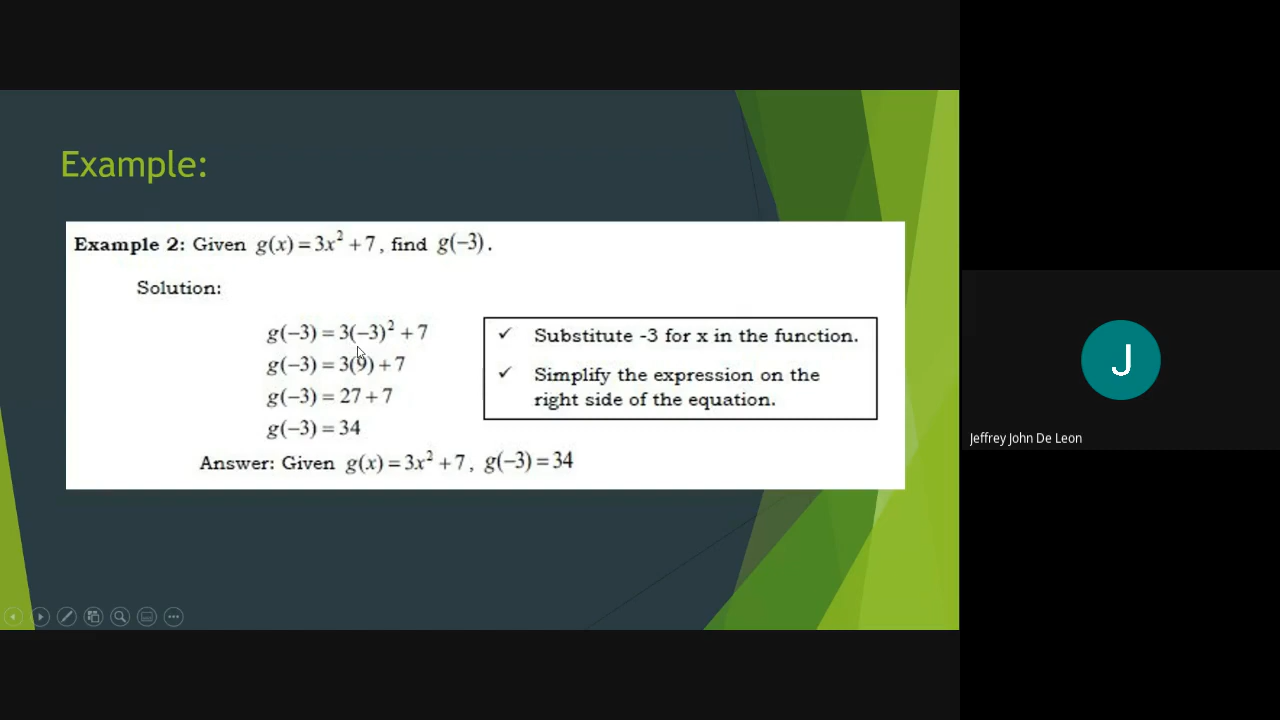 Example:
Example 2: Given g(x) = 3x² + 7, find g(−3).
Solution:
g(−3) = 3(−3)² + 7
g(−3) = 3(9) + 7
g(−3) = 27 + 7
g(−3) = 34
✓ Substitute -3 for x in the function.
✓ Simplify the expression on the
right side of the equation.
Answer: Given g(x) = 3x² + 7, g(−3) = 34
J
Jeffrey John De Leon